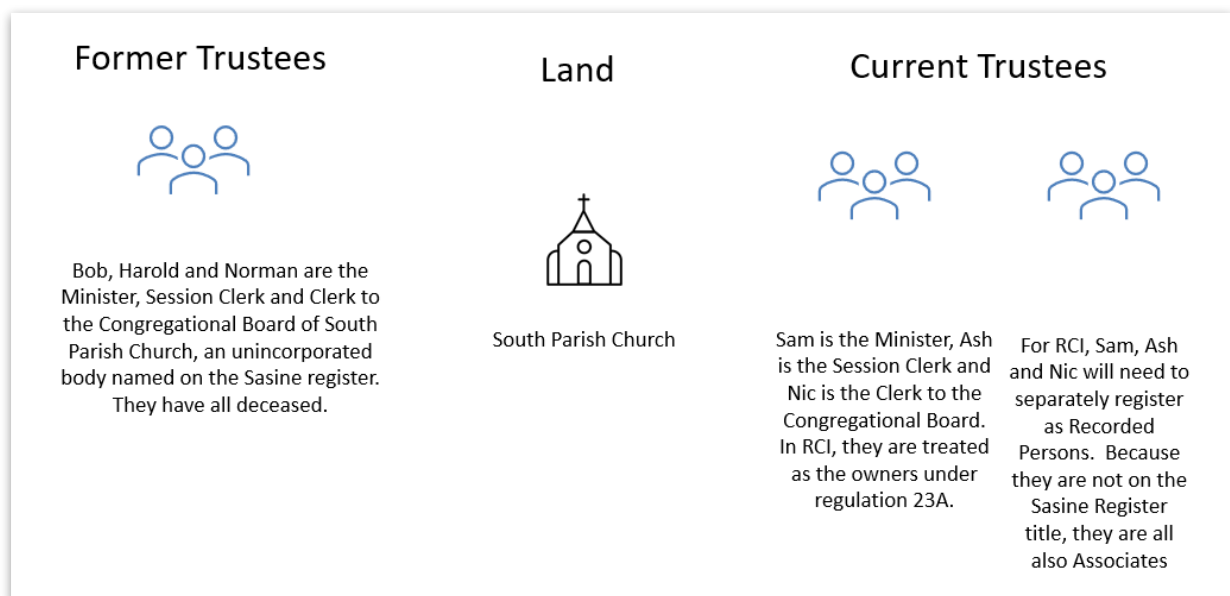 Former Trustees
Land
Current Trustees
Bob, Harold and Norman are the
Minister, Session Clerk and Clerk to
the Congregational Board of South
Parish Church, an unincorporated
body named on the Sasine register.
They have all deceased.
South Parish Church
Sam is the Minister, Ash
is the Session Clerk and
Nic is the Clerk to the
Congregational Board.
In RCI, they are treated
as the owners under
regulation 23A.
For RCI, Sam, Ash
and Nic will need to
separately register
as Recorded
Persons.  Because
they are not on the
Sasine Register
title, they are all
also Associates